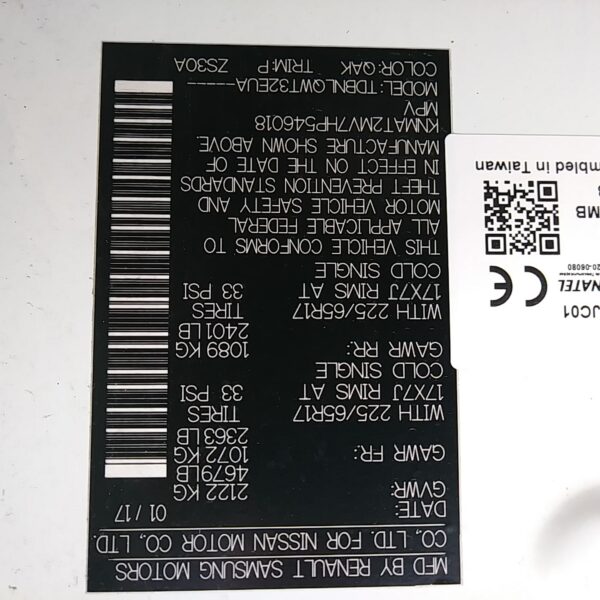 MFD BY RENAULT SAMSUNG MOTORS
CO., LTD. FOR NISSAN MOTOR CO., LTD.
DATE: 01 / 17
GVWR: 2122 KG
4679LB
GAWR FR: 1072 KG
2363 LB
WITH 225/65R17 TIRES
17X7J RIMS AT 33 PSI
COLD SINGLE
GAWR RR: 1089 KG
2401 LB
WITH 225/65R17 TIRES
17X7J RIMS AT 33 PSI
COLD SINGLE
THIS VEHICLE CONFORMS TO
ALL APPLICABLE FEDERAL
MOTOR VEHICLE SAFETY AND
THEFT PREVENTION STANDARDS
IN EFFECT ON THE DATE OF
MANUFACTURE SHOWN ABOVE.
KNMAT2MV7HP546018
MPV
MODEL: TDBNLQWT32EUA-----
COLOR:QAK TRIM:P ZS30A
JC01
CE
NATEL
20-06080
MB
mbled in Taiwan